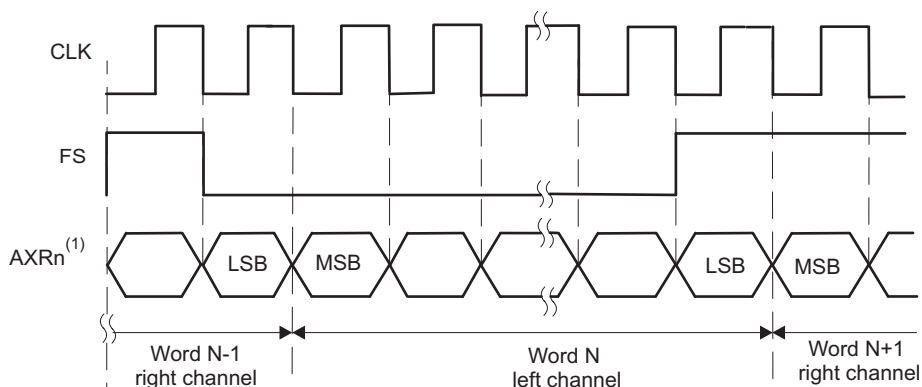 CLK
FS
AXRn(1)
LSB
MSB
LSB
MSB
Word N-1
right channel
Word N
left channel
Word N+1
right channel